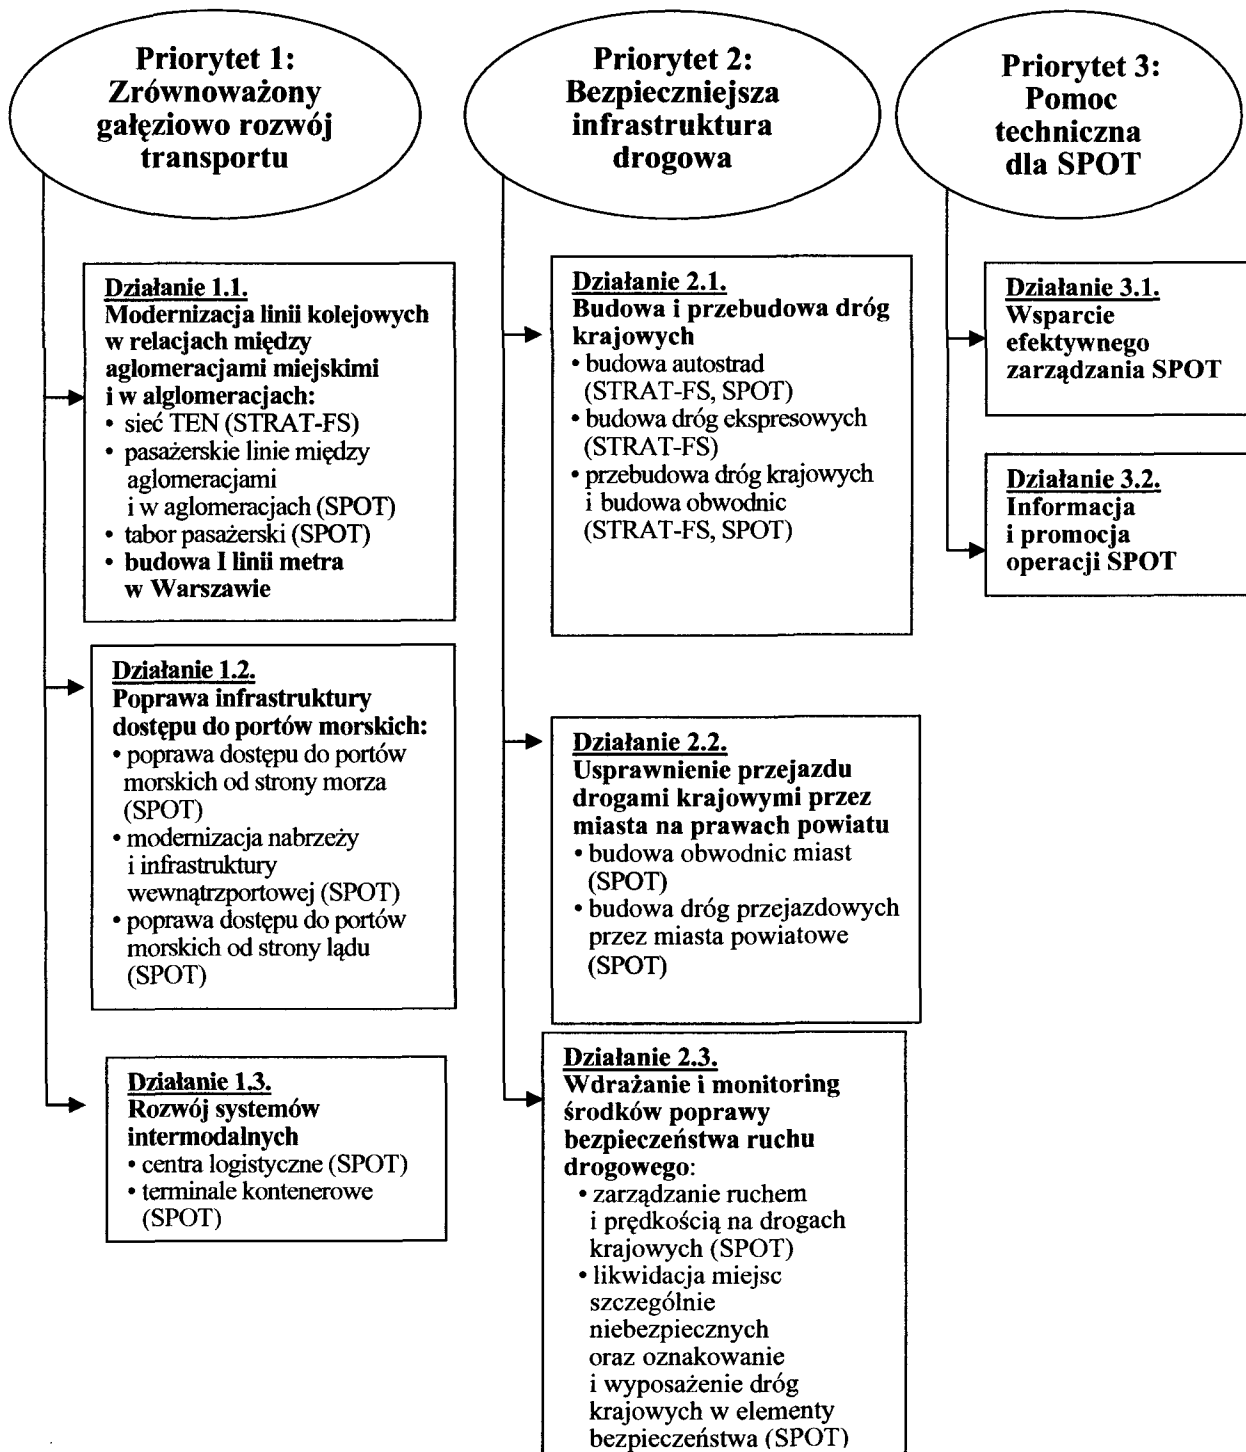 Priorytet 1:
Zrównoważony
gałęziowo rozwój
transportu
Działanie 1.1.
Modernizacja linii kolejowych
w relacjach między
aglomeracjami miejskimi
i w alglomeracjach:
• sieć TEN (STRAT-FS)
• pasażerskie linie między
aglomeracjami
i w aglomeracjach (SPOT)
• tabor pasażerski (SPOT)
• budowa I linii metra
w Warszawie
Działanie 1.2.
Poprawa infrastruktury
dostępu do portów morskich:
• poprawa dostępu do portów
morskich od strony morza
(SPOT)
• modernizacja nabrzeży
i infrastruktury
wewnątrzportowej (SPOT)
• poprawa dostępu do portów
morskich od strony lądu
(SPOT)
Działanie 1.3.
Rozwój systemów
intermodalnych
• centra logistyczne (SPOT)
• terminale kontenerowe
(SPOT)
Priorytet 2:
Bezpieczniejsza
infrastruktura
drogowa
Działanie 2.1.
Budowa i przebudowa dróg
krajowych
• budowa autostrad
(STRAT-FS, SPOT)
• budowa dróg ekspresowych
(STRAT-FS)
• przebudowa dróg krajowych
i budowa obwodnic
(STRAT-FS, SPOT)
Działanie 2.2.
Usprawnienie przejazdu
drogami krajowymi przez
miasta na prawach powiatu
• budowa obwodnic miast
(SPOT)
• budowa dróg przejazdowych
przez miasta powiatowe
(SPOT)
Działanie 2.3.
Wdrażanie i monitoring
środków poprawy
bezpieczeństwa ruchu
drogowego:
• zarządzanie ruchem
i prędkością na drogach
krajowych (SPOT)
• likwidacja miejsc
szczególnie
niebezpiecznych
oraz oznakowanie
i wyposażenie dróg
krajowych w elementy
bezpieczeństwa (SPOT)
Priorytet 3:
Pomoc
techniczna
dla SPOT
Działanie 3.1.
Wsparcie
efektywnego
zarządzania SPOT
Działanie 3.2.
Informacja
i promocja
operacji SPOT